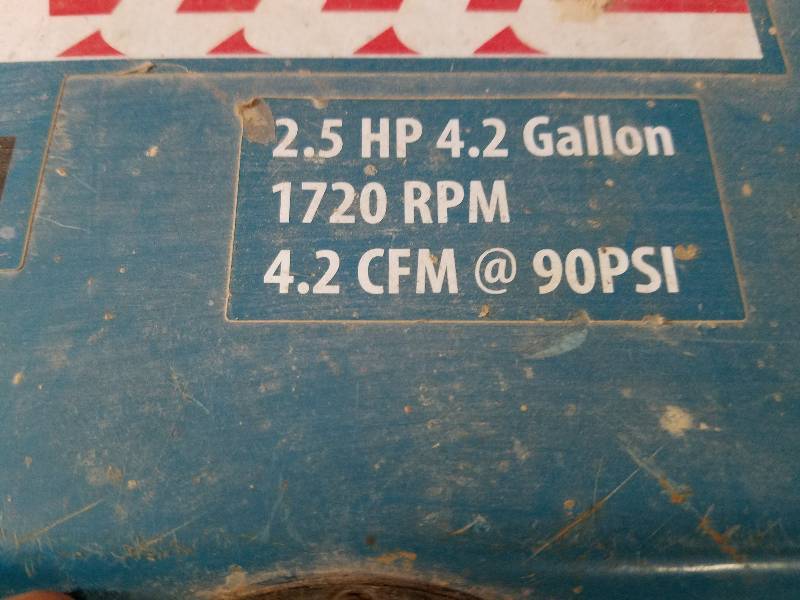 2.5 HP 4.2 Gallon
1720 RPM
4.2 CFM @ 90PSI